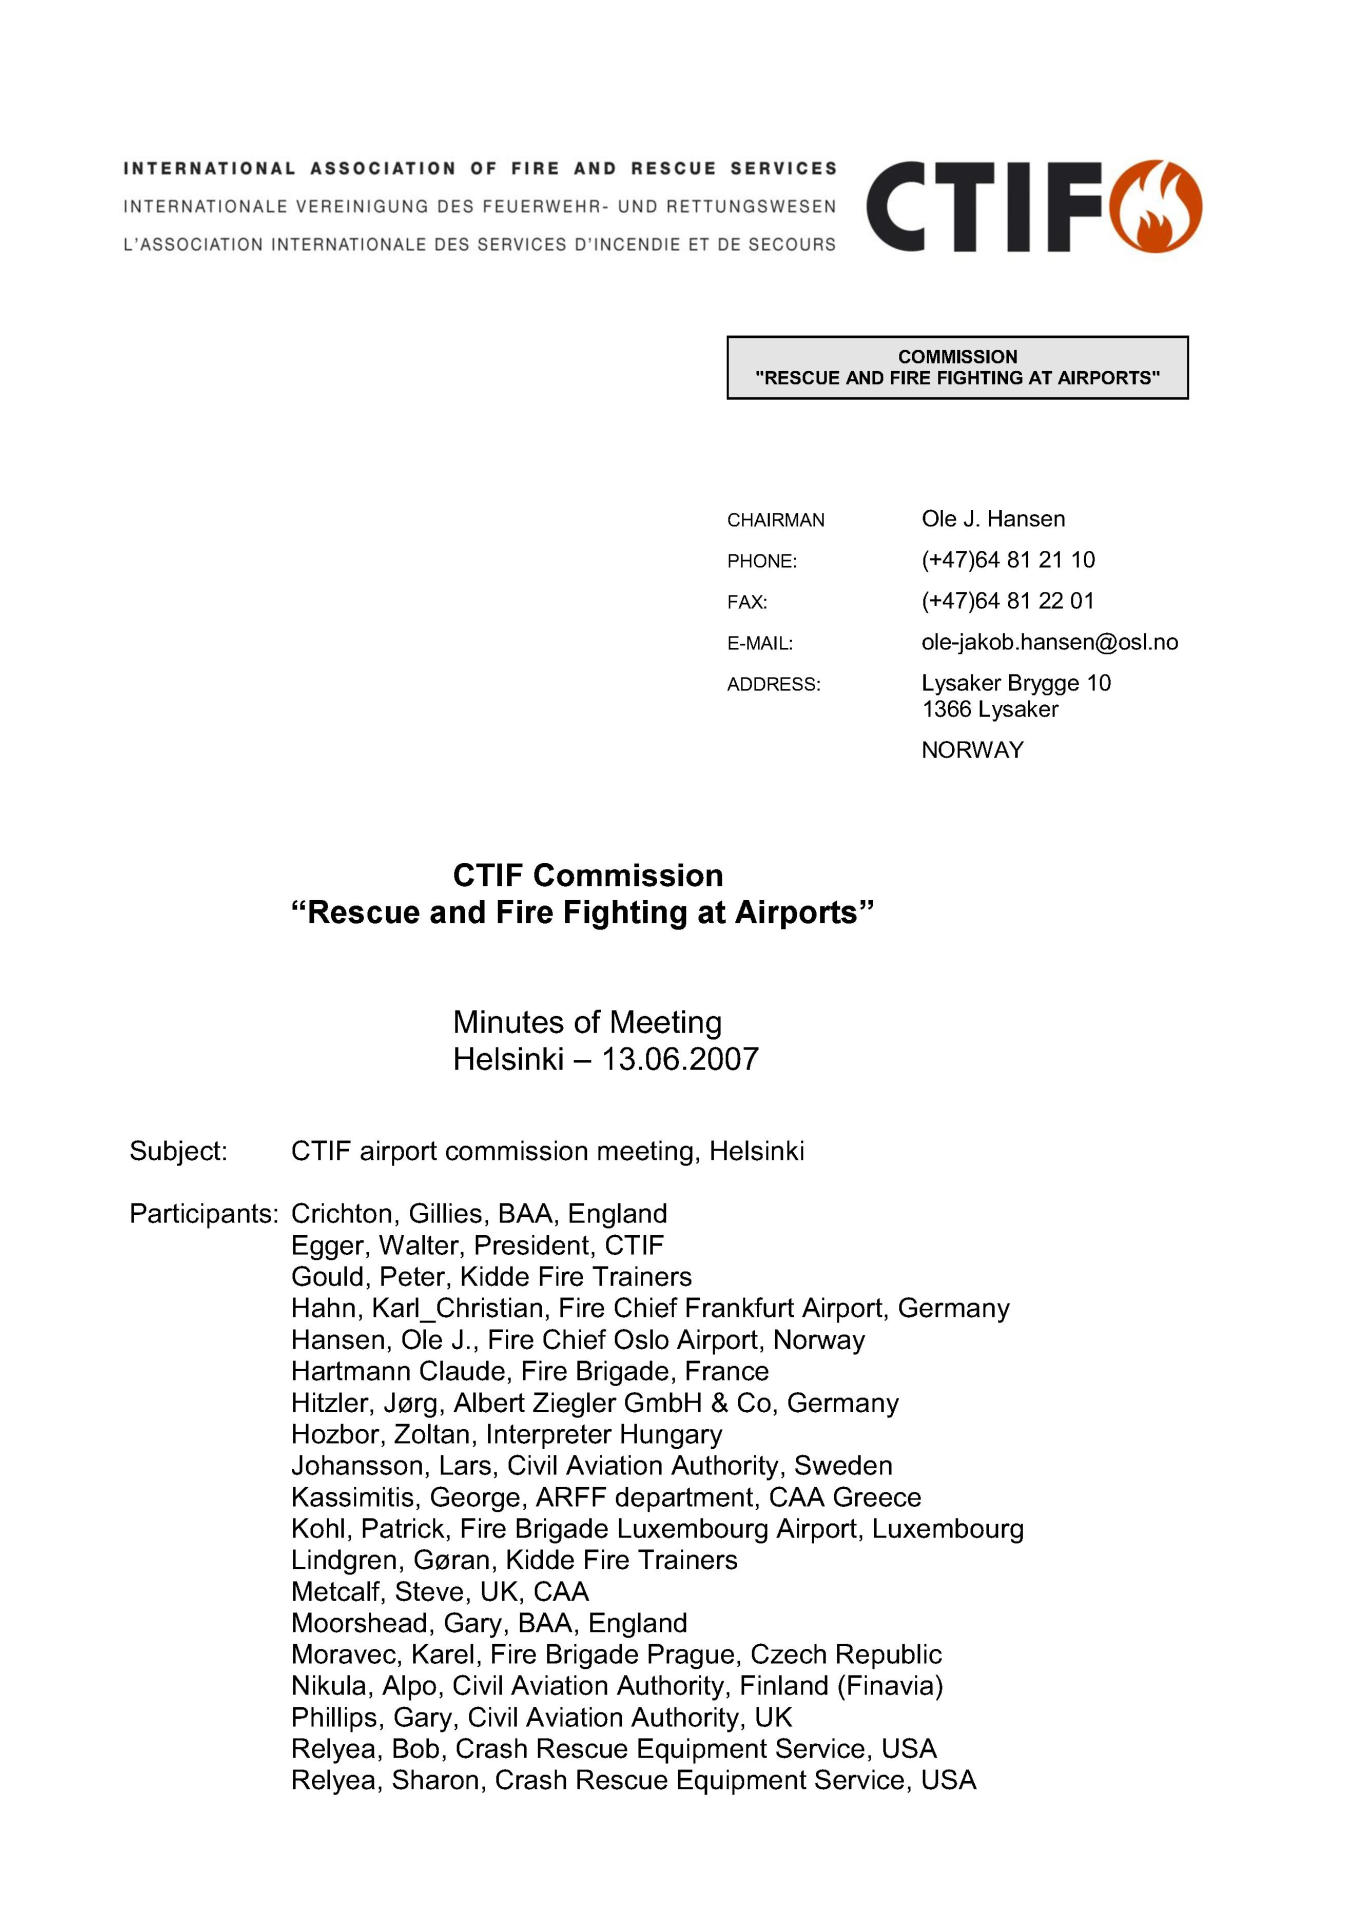 INTERNATIONAL ASSOCIATION OF FIRE AND RESCUE SERVICES
INTERNATIONALE VEREINIGUNG DES FEUERWEHR- UND RETTUNGSWESEN
L'ASSOCIATION INTERNATIONALE DES SERVICES D'INCENDIE ET DE SECOURS
CTIF
COMMISSION
"RESCUE AND FIRE FIGHTING AT AIRPORTS"
CHAIRMAN Ole J. Hansen
PHONE: (+47)64 81 21 10
FAX: (+47)64 81 22 01
E-MAIL: ole-jakob.hansen@osl.no
ADDRESS: Lysaker Brygge 10
1366 Lysaker
NORWAY
CTIF Commission
“Rescue and Fire Fighting at Airports”
Minutes of Meeting
Helsinki – 13.06.2007
Subject: CTIF airport commission meeting, Helsinki
Participants: Crichton, Gillies, BAA, England
Egger, Walter, President, CTIF
Gould, Peter, Kidde Fire Trainers
Hahn, Karl_Christian, Fire Chief Frankfurt Airport, Germany
Hansen, Ole J., Fire Chief Oslo Airport, Norway
Hartmann Claude, Fire Brigade, France
Hitzler, Jørg, Albert Ziegler GmbH & Co, Germany
Hozbor, Zoltan, Interpreter Hungary
Johansson, Lars, Civil Aviation Authority, Sweden
Kassimitis, George, ARFF department, CAA Greece
Kohl, Patrick, Fire Brigade Luxembourg Airport, Luxembourg
Lindgren, Gøran, Kidde Fire Trainers
Metcalf, Steve, UK, CAA
Moorshead, Gary, BAA, England
Moravec, Karel, Fire Brigade Prague, Czech Republic
Nikula, Alpo, Civil Aviation Authority, Finland (Finavia)
Phillips, Gary, Civil Aviation Authority, UK
Relyea, Bob, Crash Rescue Equipment Service, USA
Relyea, Sharon, Crash Rescue Equipment Service, USA